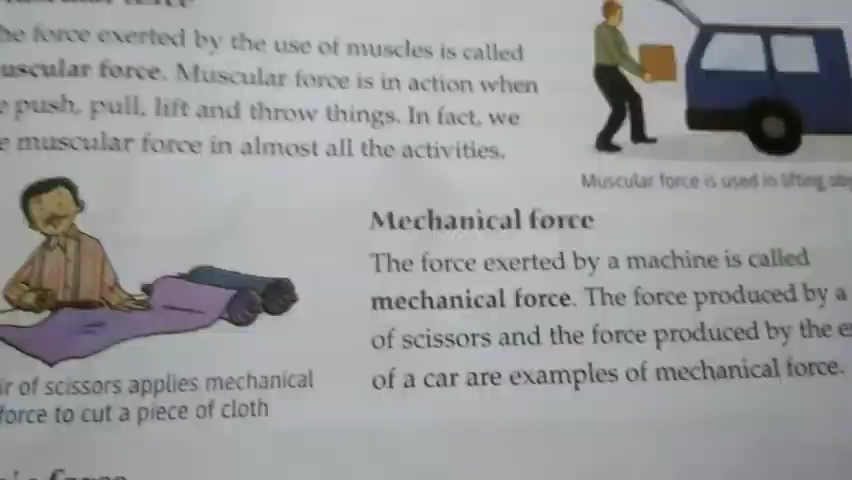 he force exerted by the use of muscles is called
uscular force. Muscular force is in action when
e push, pull, lift and throw things. In fact, we
e muscular force in almost all the activities.
Muscular force is used in lifting obj
Mechanical force
The force exerted by a machine is called
mechanical force. The force produced by a
of scissors and the force produced by the e
of a car are examples of mechanical force.
ir of scissors applies mechanical
force to cut a piece of cloth